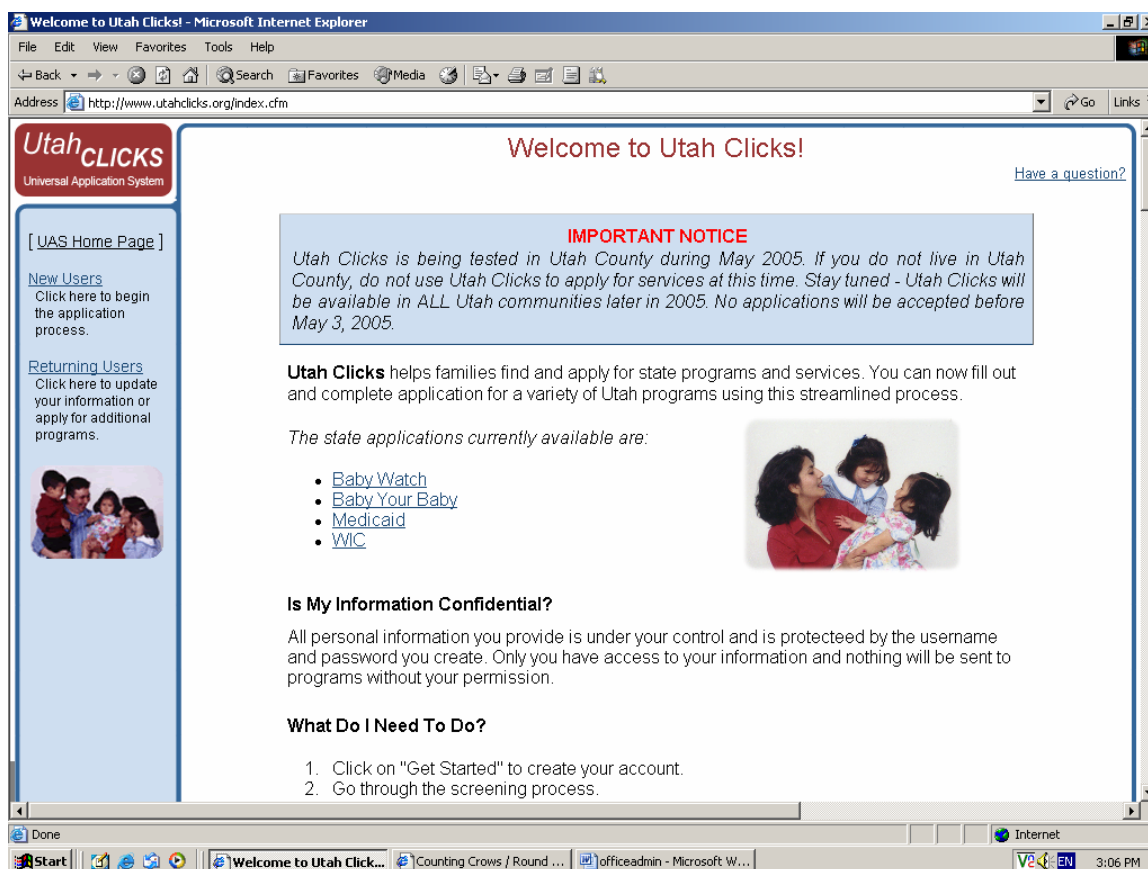 Welcome to Utah Clicks! - Microsoft Internet Explorer
File Edit View Favorites Tools Help
Back Search Favorites Media
Address http://www.utahclicks.org/index.cfm Go Links
Utah CLICKS
Universal Application System
Welcome to Utah Clicks!
Have a question?
[ UAS Home Page ]
New Users
Click here to begin
the application
process.
Returning Users
Click here to update
your information or
apply for additional
programs.
IMPORTANT NOTICE
Utah Clicks is being tested in Utah County during May 2005. If you do not live in Utah
County, do not use Utah Clicks to apply for services at this time. Stay tuned - Utah Clicks will
be available in ALL Utah communities later in 2005. No applications will be accepted before
May 3, 2005.
Utah Clicks helps families find and apply for state programs and services. You can now fill out
and complete application for a variety of Utah programs using this streamlined process.
The state applications currently available are:
• Baby Watch
• Baby Your Baby
• Medicaid
• WIC
Is My Information Confidential?
All personal information you provide is under your control and is protecteed by the username
and password you create. Only you have access to your information and nothing will be sent to
programs without your permission.
What Do I Need To Do?
1. Click on "Get Started" to create your account.
2. Go through the screening process.
Done Internet
Start Welcome to Utah Click... Counting Crows / Round ... officeadmin - Microsoft W... EN 3:06 PM